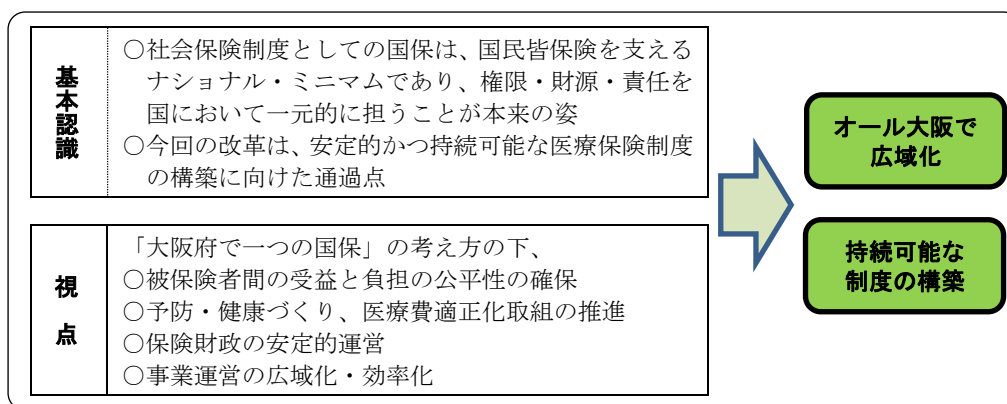 基本認識
○社会保険制度としての国保は、国民皆保険を支える
ナショナル・ミニマムであり、権限・財源・責任を
国において一元的に担うことが本来の姿
○今回の改革は、安定的かつ持続可能な医療保険制度
の構築に向けた通過点
視点
「大阪府で一つの国保」の考え方の下、
○被保険者間の受益と負担の公平性の確保
○予防・健康づくり、医療費適正化取組の推進
○保険財政の安定的運営
○事業運営の広域化・効率化
オール大阪で
広域化
持続可能な
制度の構築